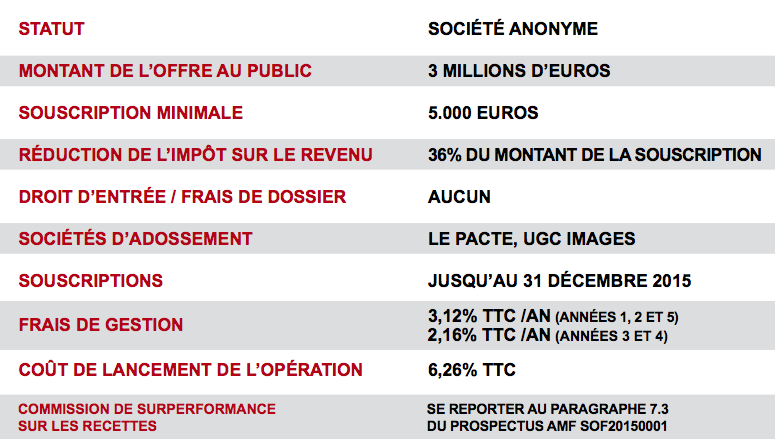 STATUT SOCIÉTÉ ANONYME
MONTANT DE L'OFFRE AU PUBLIC 3 MILLIONS D'EUROS
SOUSCRIPTION MINIMALE 5.000 EUROS
RÉDUCTION DE L'IMPÔT SUR LE REVENU 36% DU MONTANT DE LA SOUSCRIPTION
DROIT D'ENTRÉE / FRAIS DE DOSSIER AUCUN
SOCIÉTÉS D'ADOSSEMENT LE PACTE, UGC IMAGES
SOUSCRIPTIONS JUSQU'AU 31 DÉCEMBRE 2015
FRAIS DE GESTION 3,12% TTC /AN (ANNÉES 1, 2 ET 5)
2,16% TTC /AN (ANNÉES 3 ET 4)
COÛT DE LANCEMENT DE L'OPÉRATION 6,26% TTC
COMMISSION DE SURPERFORMANCE SE REPORTER AU PARAGRAPHE 7.3
SUR LES RECETTES DU PROSPECTUS AMF SOF20150001